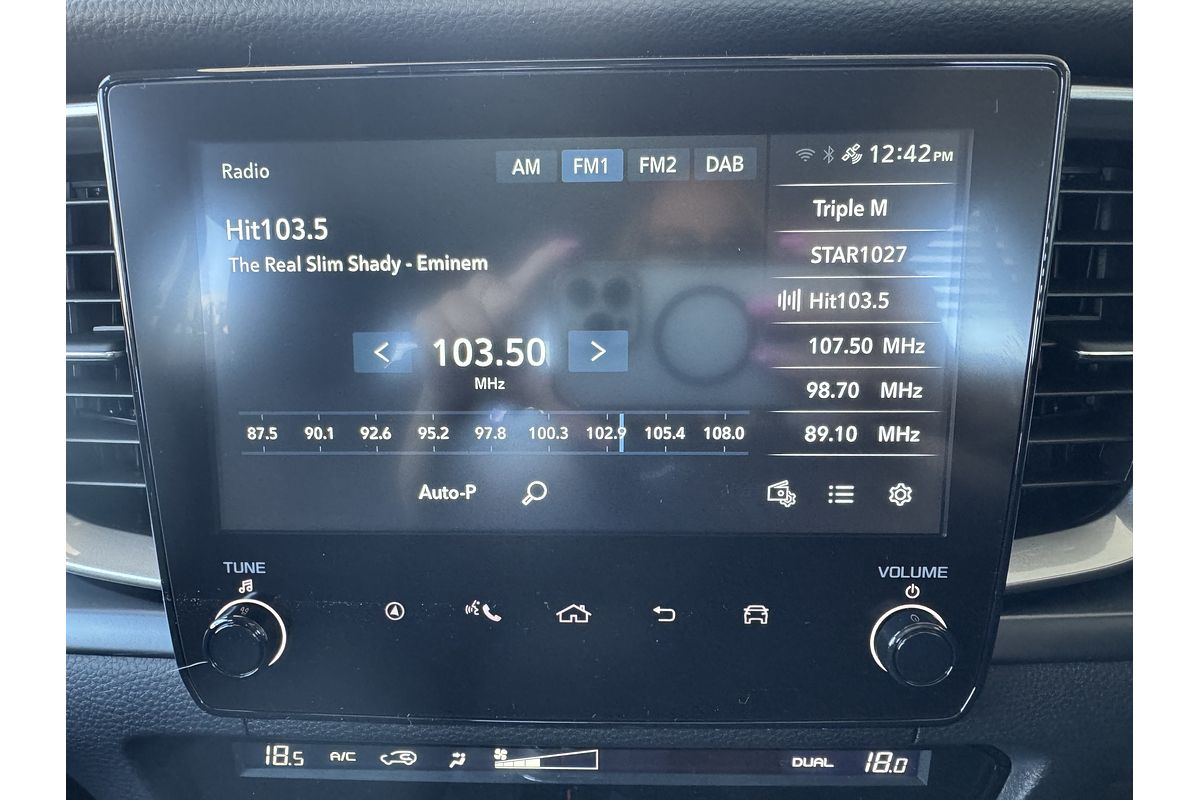 Radio
AM FM1 FM2 DAB
12:42 PM
Hit103.5
The Real Slim Shady - Eminem
103.50
MHz
87.5 90.1 92.6 95.2 97.8 100.3 102.9 105.4 108.0
Auto-P
Triple M
STAR1027
Hit103.5
107.50 MHz
98.70 MHz
89.10 MHz
TUNE
VOLUME
18.5 A/C
DUAL 18.0